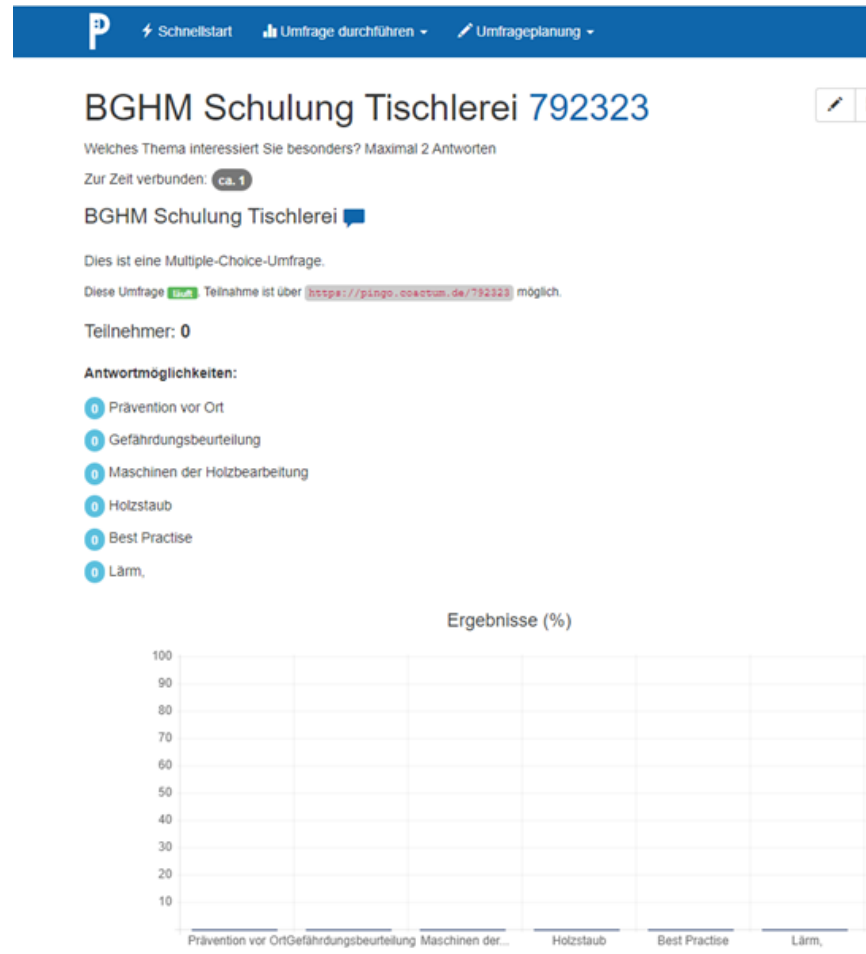 Schnellstart Umfrage durchführen Umfrageplanung
BGHM Schulung Tischlerei 792323
Welches Thema interessiert Sie besonders? Maximal 2 Antworten
Zur Zeit verbunden: ca. 1
BGHM Schulung Tischlerei
Dies ist eine Multiple-Choice-Umfrage.
Diese Umfrage läuft. Teilnahme ist über https://pingo.coactum.de/792323 möglich.
Teilnehmer: 0
Antwortmöglichkeiten:
0 Prävention vor Ort
0 Gefährdungsbeurteilung
0 Maschinen der Holzbearbeitung
0 Holzstaub
0 Best Practise
0 Lärm,
Ergebnisse (%)
100
90
80
70
60
50
40
30
20
10
Prävention vor Ort Gefährdungsbeurteilung Maschinen der... Holzstaub Best Practise Lärm,